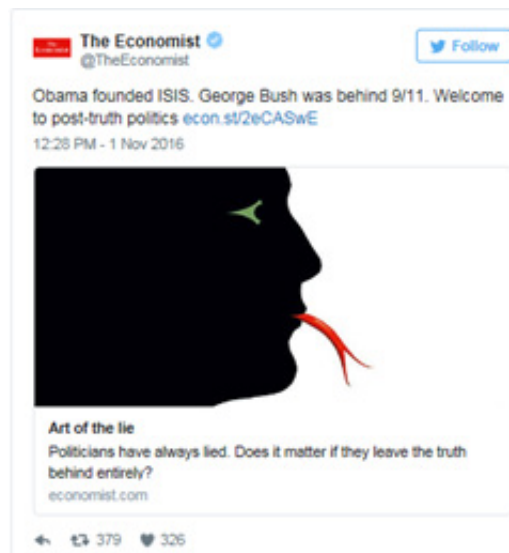 The Economist
Follow
@TheEconomist
Obama founded ISIS. George Bush was behind 9/11. Welcome
to post-truth politics econ.st/2eCASwE
12:28 PM - 1 Nov 2016
Art of the lie
Politicians have always lied. Does it matter if they leave the truth
behind entirely?
economist.com
379 326